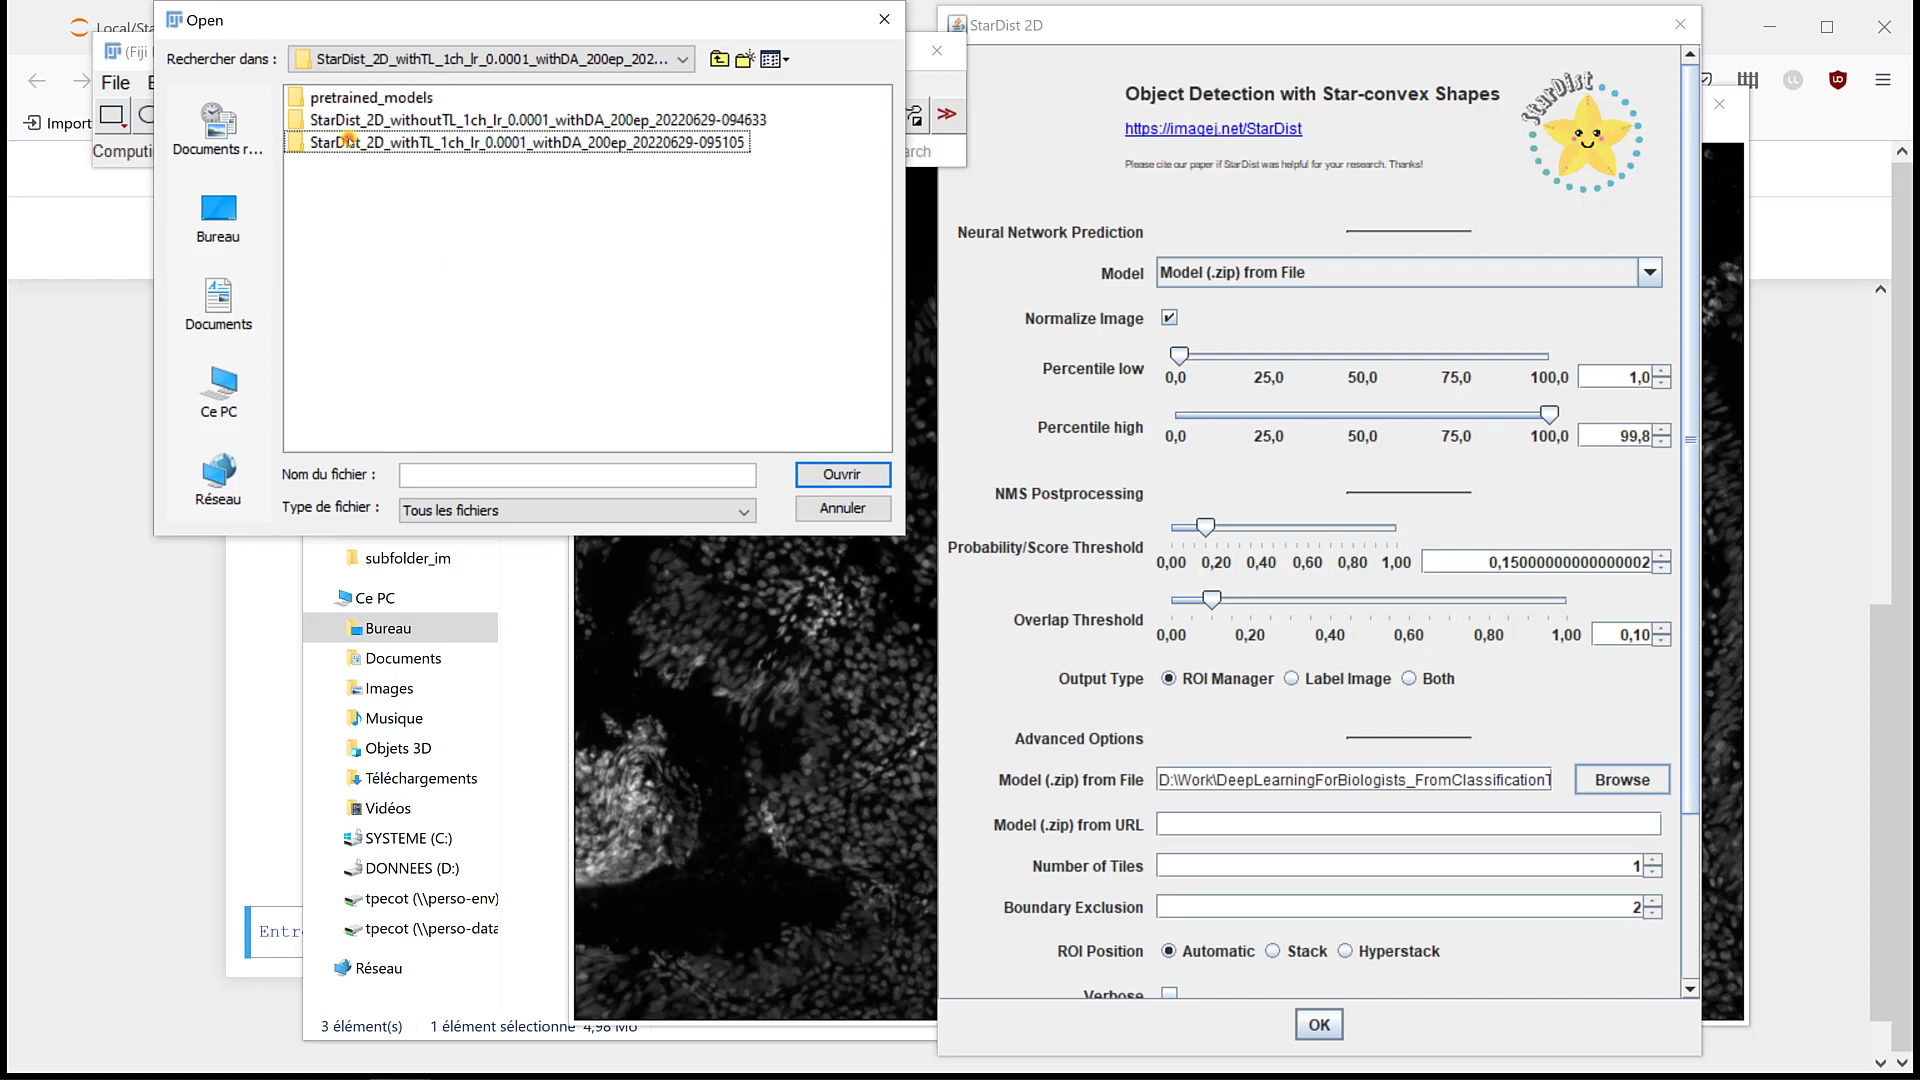 Local/Sta
Open
Rechercher dans :
StarDist_2D_withTL_1ch_lr_0.0001_withDA_200ep_202...
(Fiji
File
Import
Computi
arch
pretrained_models
StarDist_2D_withoutTL_1ch_lr_0.0001_withDA_200ep_20220629-094633
StarDist_2D_withTL_1ch_lr_0.0001_withDA_200ep_20220629-095105
Documents r...
Bureau
Documents
Ce PC
Réseau
Nom du fichier :
Ouvrir
Type de fichier :
Tous les fichiers
Annuler
subfolder_im
Ce PC
Bureau
Documents
Images
Musique
Objets 3D
Téléchargements
Vidéos
SYSTEME (C:)
DONNEES (D:)
tpecot (\\perso-env)
tpecot (\\perso-data
Réseau
Entr
3 élément(s)
1 élément sélectionné 4,98 Mo
StarDist 2D
Object Detection with Star-convex Shapes
https://imagej.net/StarDist
Please cite our paper if StarDist was helpful for your research. Thanks!
StarDist
Neural Network Prediction
Model
Model (.zip) from File
Normalize Image
Percentile low
0,0 25,0 50,0 75,0 100,0
1,0
Percentile high
0,0 25,0 50,0 75,0 100,0
99,8
NMS Postprocessing
Probability/Score Threshold
0,00 0,20 0,40 0,60 0,80 1,00
0,15000000000000002
Overlap Threshold
0,00 0,20 0,40 0,60 0,80 1,00
0,10
Output Type
ROI Manager
Label Image
Both
Advanced Options
Model (.zip) from File
D:\Work\DeepLearningForBiologists_FromClassificationT
Browse
Model (.zip) from URL
Number of Tiles
1
Boundary Exclusion
2
ROI Position
Automatic
Stack
Hyperstack
Verbose
OK